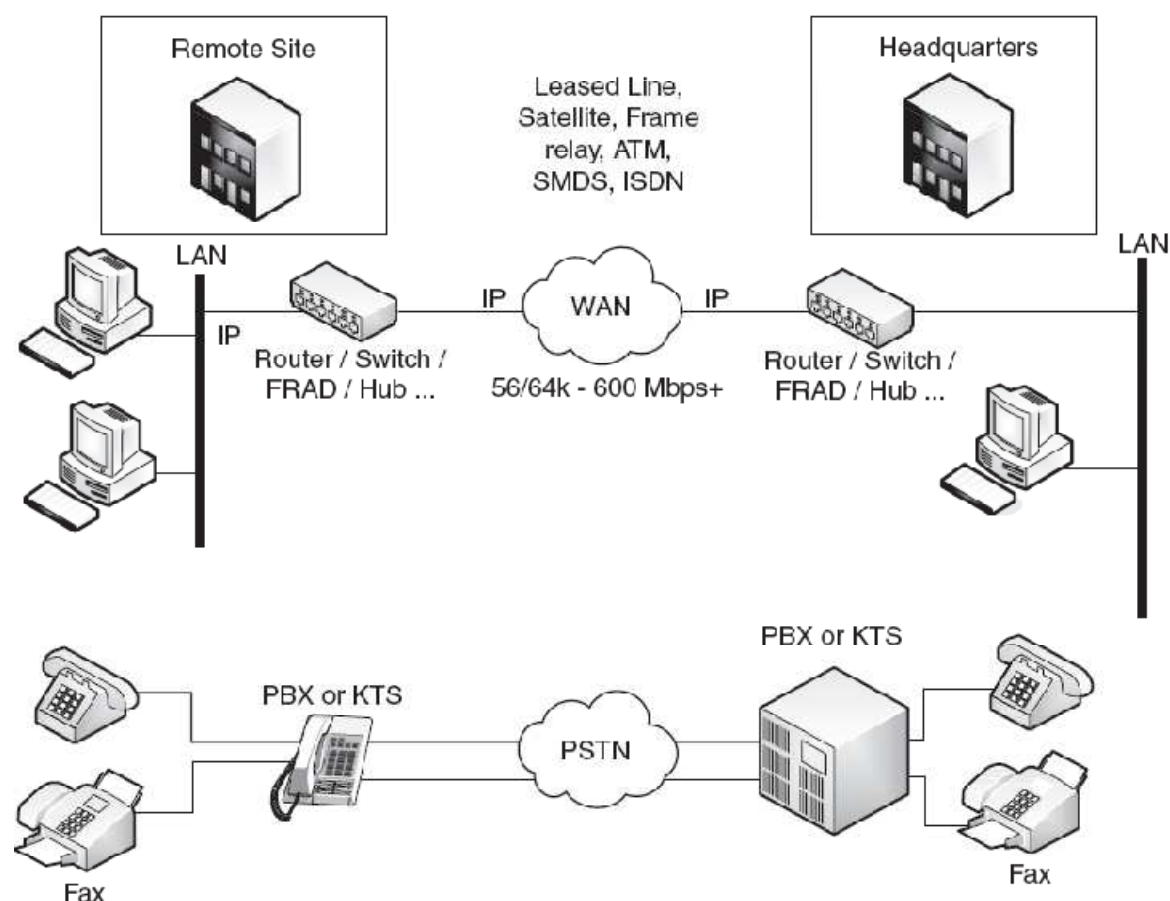 Remote Site
Headquarters
Leased Line,
Satellite, Frame
relay, ATM,
SMDS, ISDN
LAN
LAN
IP
IP
WAN
IP
Router / Switch /
FRAD / Hub ...
56/64k - 600 Mbps+
Router / Switch /
FRAD / Hub ...
PBX or KTS
PBX or KTS
PSTN
Fax
Fax